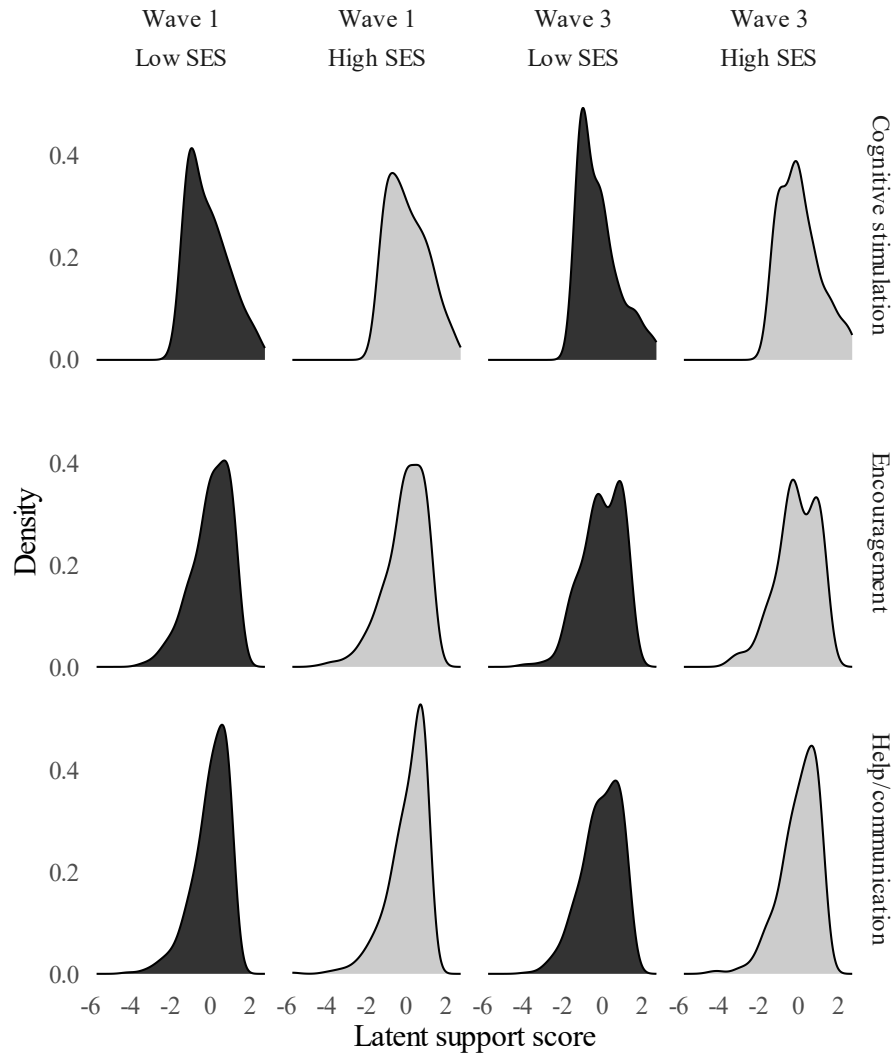 Wave 1 Wave 1 Wave 3 Wave 3
Low SES High SES Low SES High SES
Cognitive stimulation
0.4
0.2
0.0
Encouragement
0.4
0.2
0.0
Density
Help/communication
0.4
0.2
0.0
-6 -4 -2 0 2 -6 -4 -2 0 2 -6 -4 -2 0 2 -6 -4 -2 0 2
Latent support score